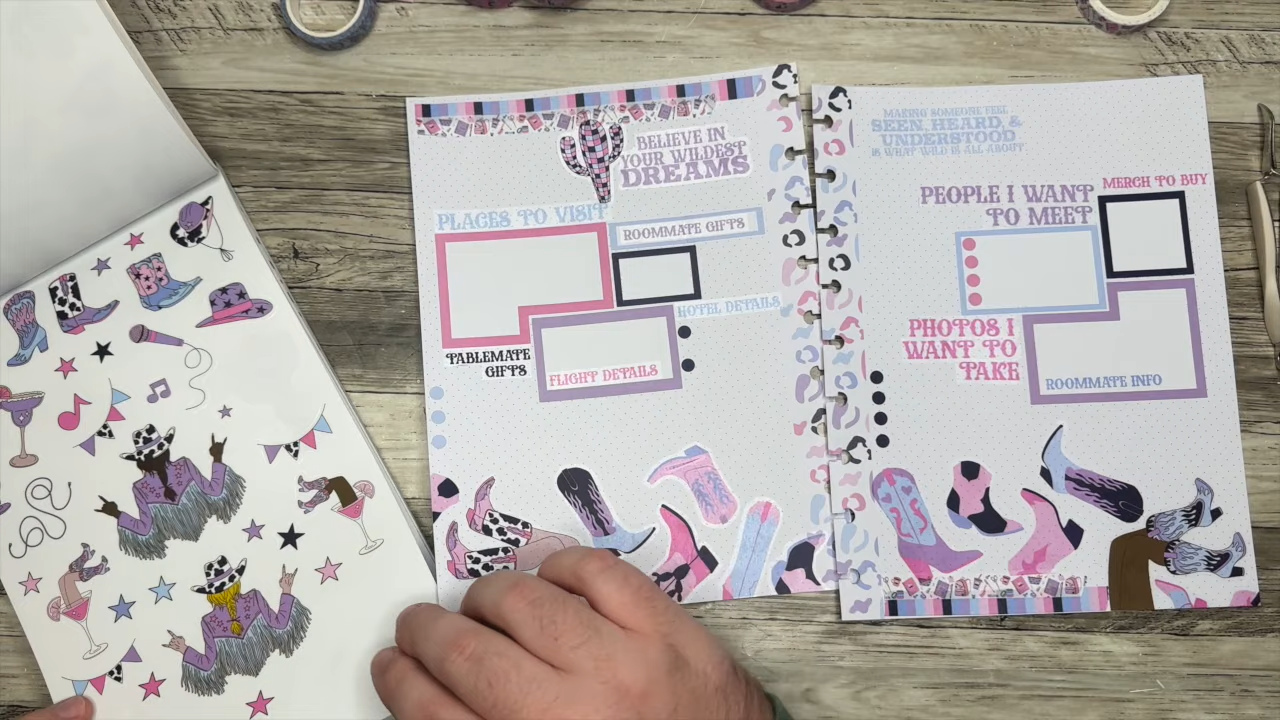 BELIEVE IN
YOUR WILDEST
DREAMS
PLACES TO VISIT
ROOMMATE GIFTS
HOTEL DETAILS
TABLEMATE
GIFTS
FLIGHT DETAILS
MAKING SOMEONE FEEL
SEEN, HEARD, &
UNDERSTOOD
IS WHAT WILD IS ALL ABOUT
PEOPLE I WANT
TO MEET
MERCH TO BUY
PHOTOS I
WANT TO
TAKE
ROOMMATE INFO